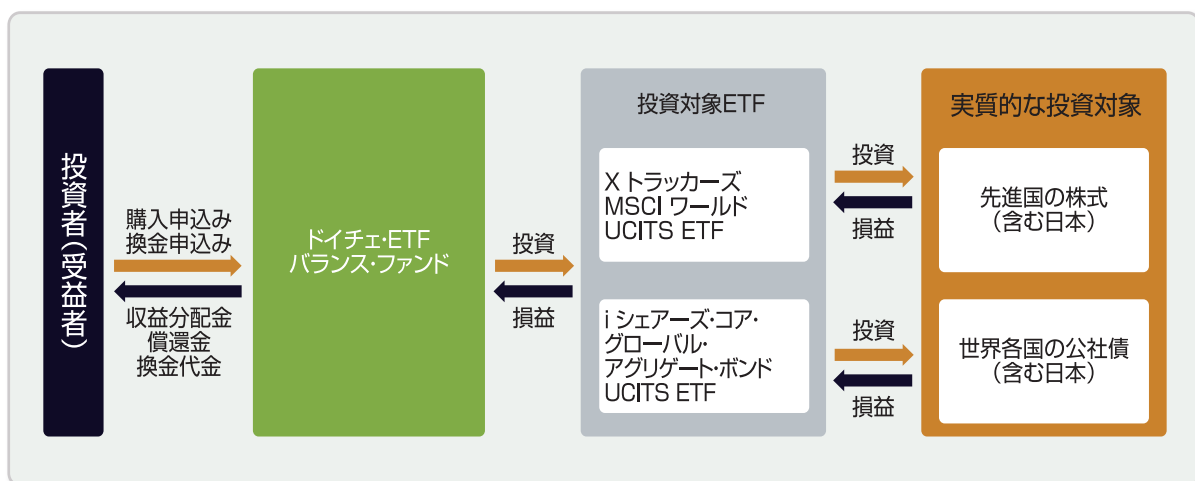 投資者(受益者)
購入申込み
換金申込み
収益分配金
償還金
換金代金
ドイチェ・ETF
バランス・ファンド
投資
損益
投資対象ETF
X トラッカーズ
MSCI ワールド
UCITS ETF
i シェアーズ・コア・
グローバル・
アグリゲート・ボンド
UCITS ETF
投資
損益
投資
損益
実質的な投資対象
先進国の株式
(含む日本)
世界各国の公社債
(含む日本)